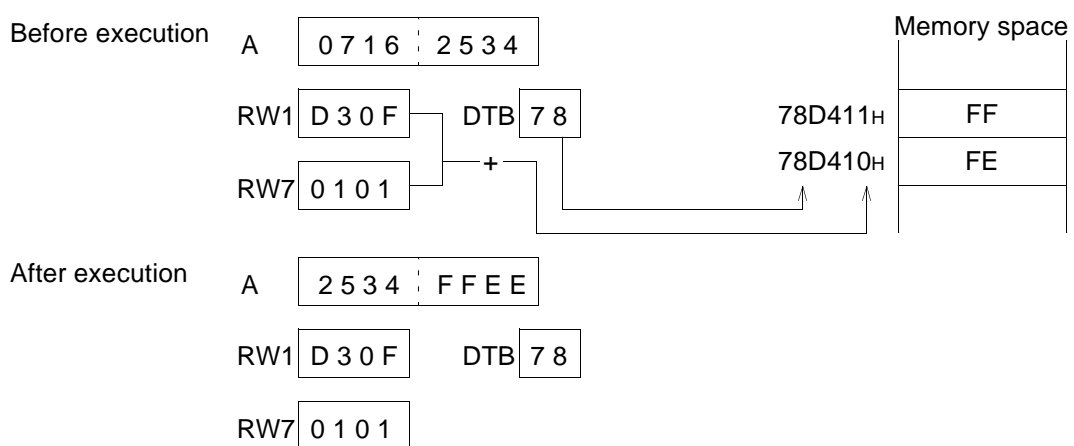 Before execution A 0716 2534 Memory space
RW1 D30F DTB 78 78D411H FF
+ 78D410H FE
RW7 0101
After execution A 2534 FFEE
RW1 D30F DTB 78
RW7 0101